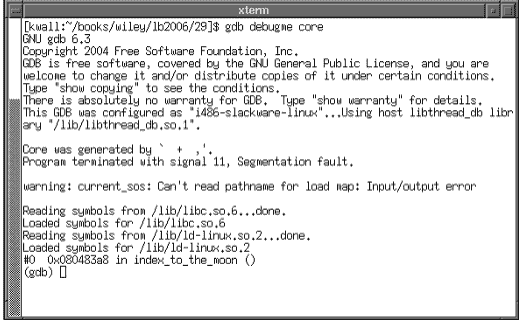 xterm
[kwall:~/books/wiley/lb2006/29]$ gdb debugme core
GNU gdb 6.3
Copyright 2004 Free Software Foundation, Inc.
GDB is free software, covered by the GNU General Public License, and you are
welcome to change it and/or distribute copies of it under certain conditions.
Type "show copying" to see the conditions.
There is absolutely no warranty for GDB.  Type "show warranty" for details.
This GDB was configured as "i486-slackware-linux"...Using host libthread_db libr
ary "/lib/libthread_db.so.1".
Core was generated by `  +  ,'.
Program terminated with signal 11, Segmentation fault.
warning: current_sos: Can't read pathname for load map: Input/output error
Reading symbols from /lib/libc.so.6...done.
Loaded symbols for /lib/libc.so.6
Reading symbols from /lib/ld-linux.so.2...done.
Loaded symbols for /lib/ld-linux.so.2
#0  0x080483a8 in index_to_the_moon ()
(gdb)